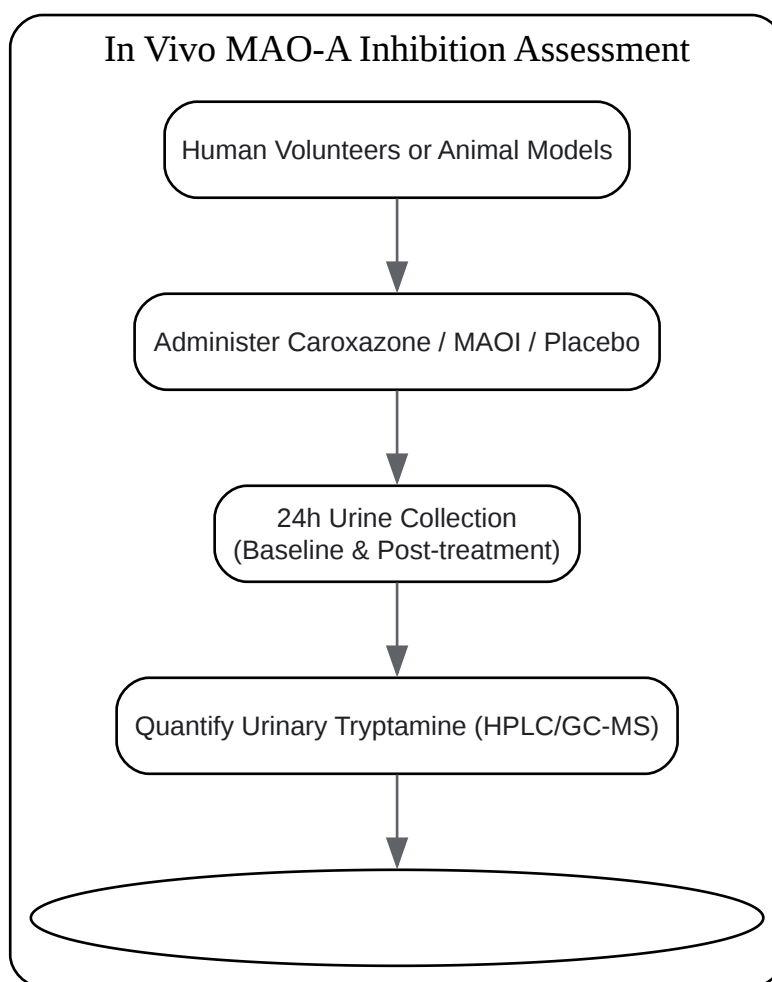 In Vivo MAO-A Inhibition Assessment
Human Volunteers or Animal Models
Administer Caroxazone / MAOI / Placebo
24h Urine Collection
(Baseline & Post-treatment)
Quantify Urinary Tryptamine (HPLC/GC-MS)